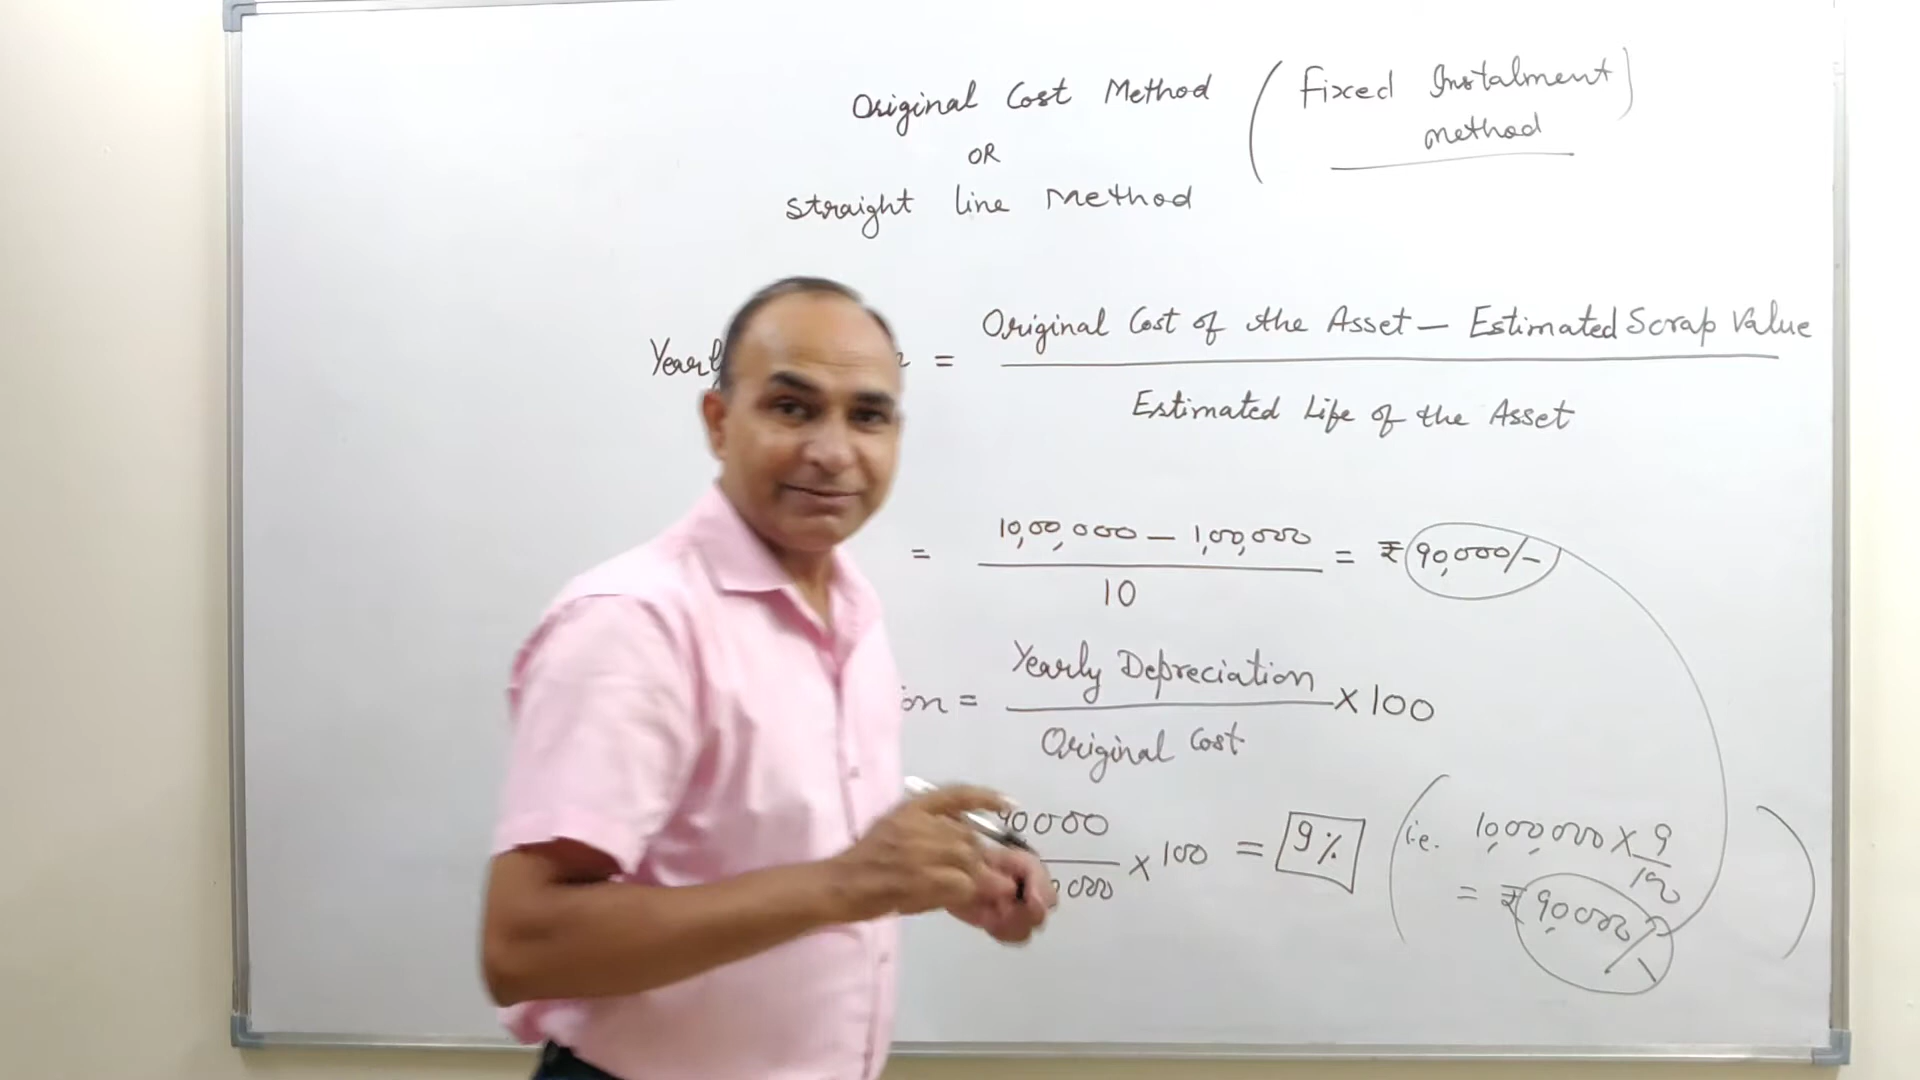 Original Cost Method (Fixed Instalment
method)
OR
Straight line Method
= Original Cost of the Asset — Estimated Scrap Value
Estimated Life of the Asset
= 10,00,000 — 1,00,000 = ₹ 90,000/-
10
= Yearly Depreciation × 100
Original Cost
90000 × 100 = 9%
(i.e. 10,00,000 × 9
100
= ₹ 90,000/-)